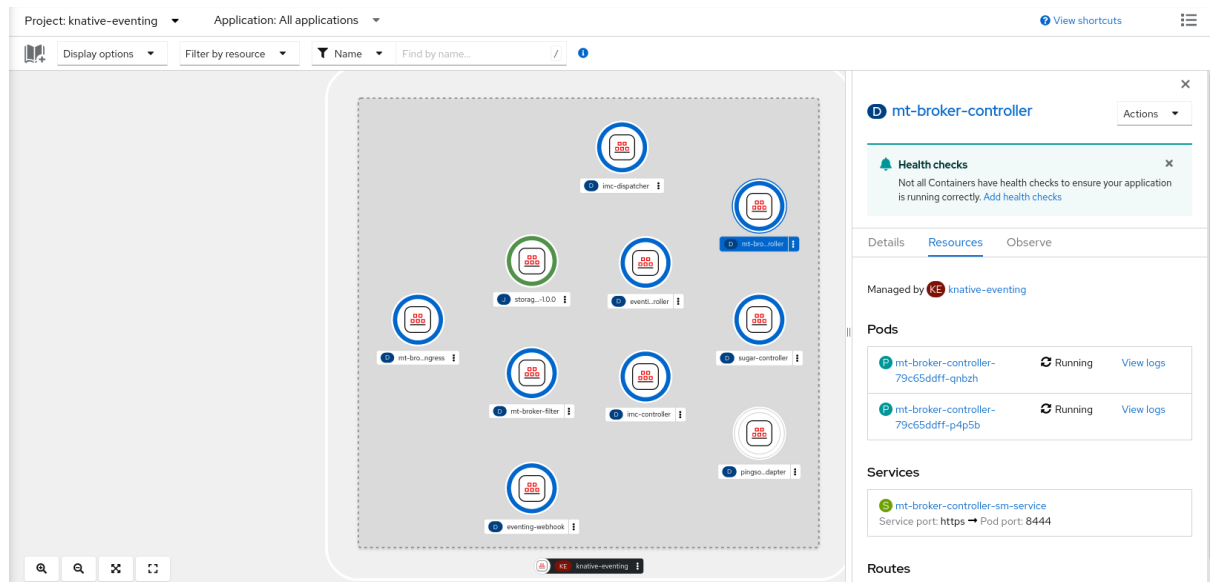 Project: knative-eventing
Application: All applications
View shortcuts
Display options
Filter by resource
Name
Find by name...
/
mt-broker-controller
D
Actions
Health checks
Not all Containers have health checks to ensure your application
is running correctly. Add health checks
Details Resources Observe
Managed by KE knative-eventing
Pods
P mt-broker-controller-
79c65ddff-qnbzh
Running View logs
P mt-broker-controller-
79c65ddff-p4p5b
Running View logs
Services
S mt-broker-controller-sm-service
Service port: https → Pod port: 8444
Routes
D imc-dispatcher
D mt-bro...roller
J storag...-1.0.0
D eventi...roller
D mt-bro...ngress
D sugar-controller
D mt-broker-filter
D imc-controller
D pingso...dapter
D eventing-webhook
KE knative-eventing